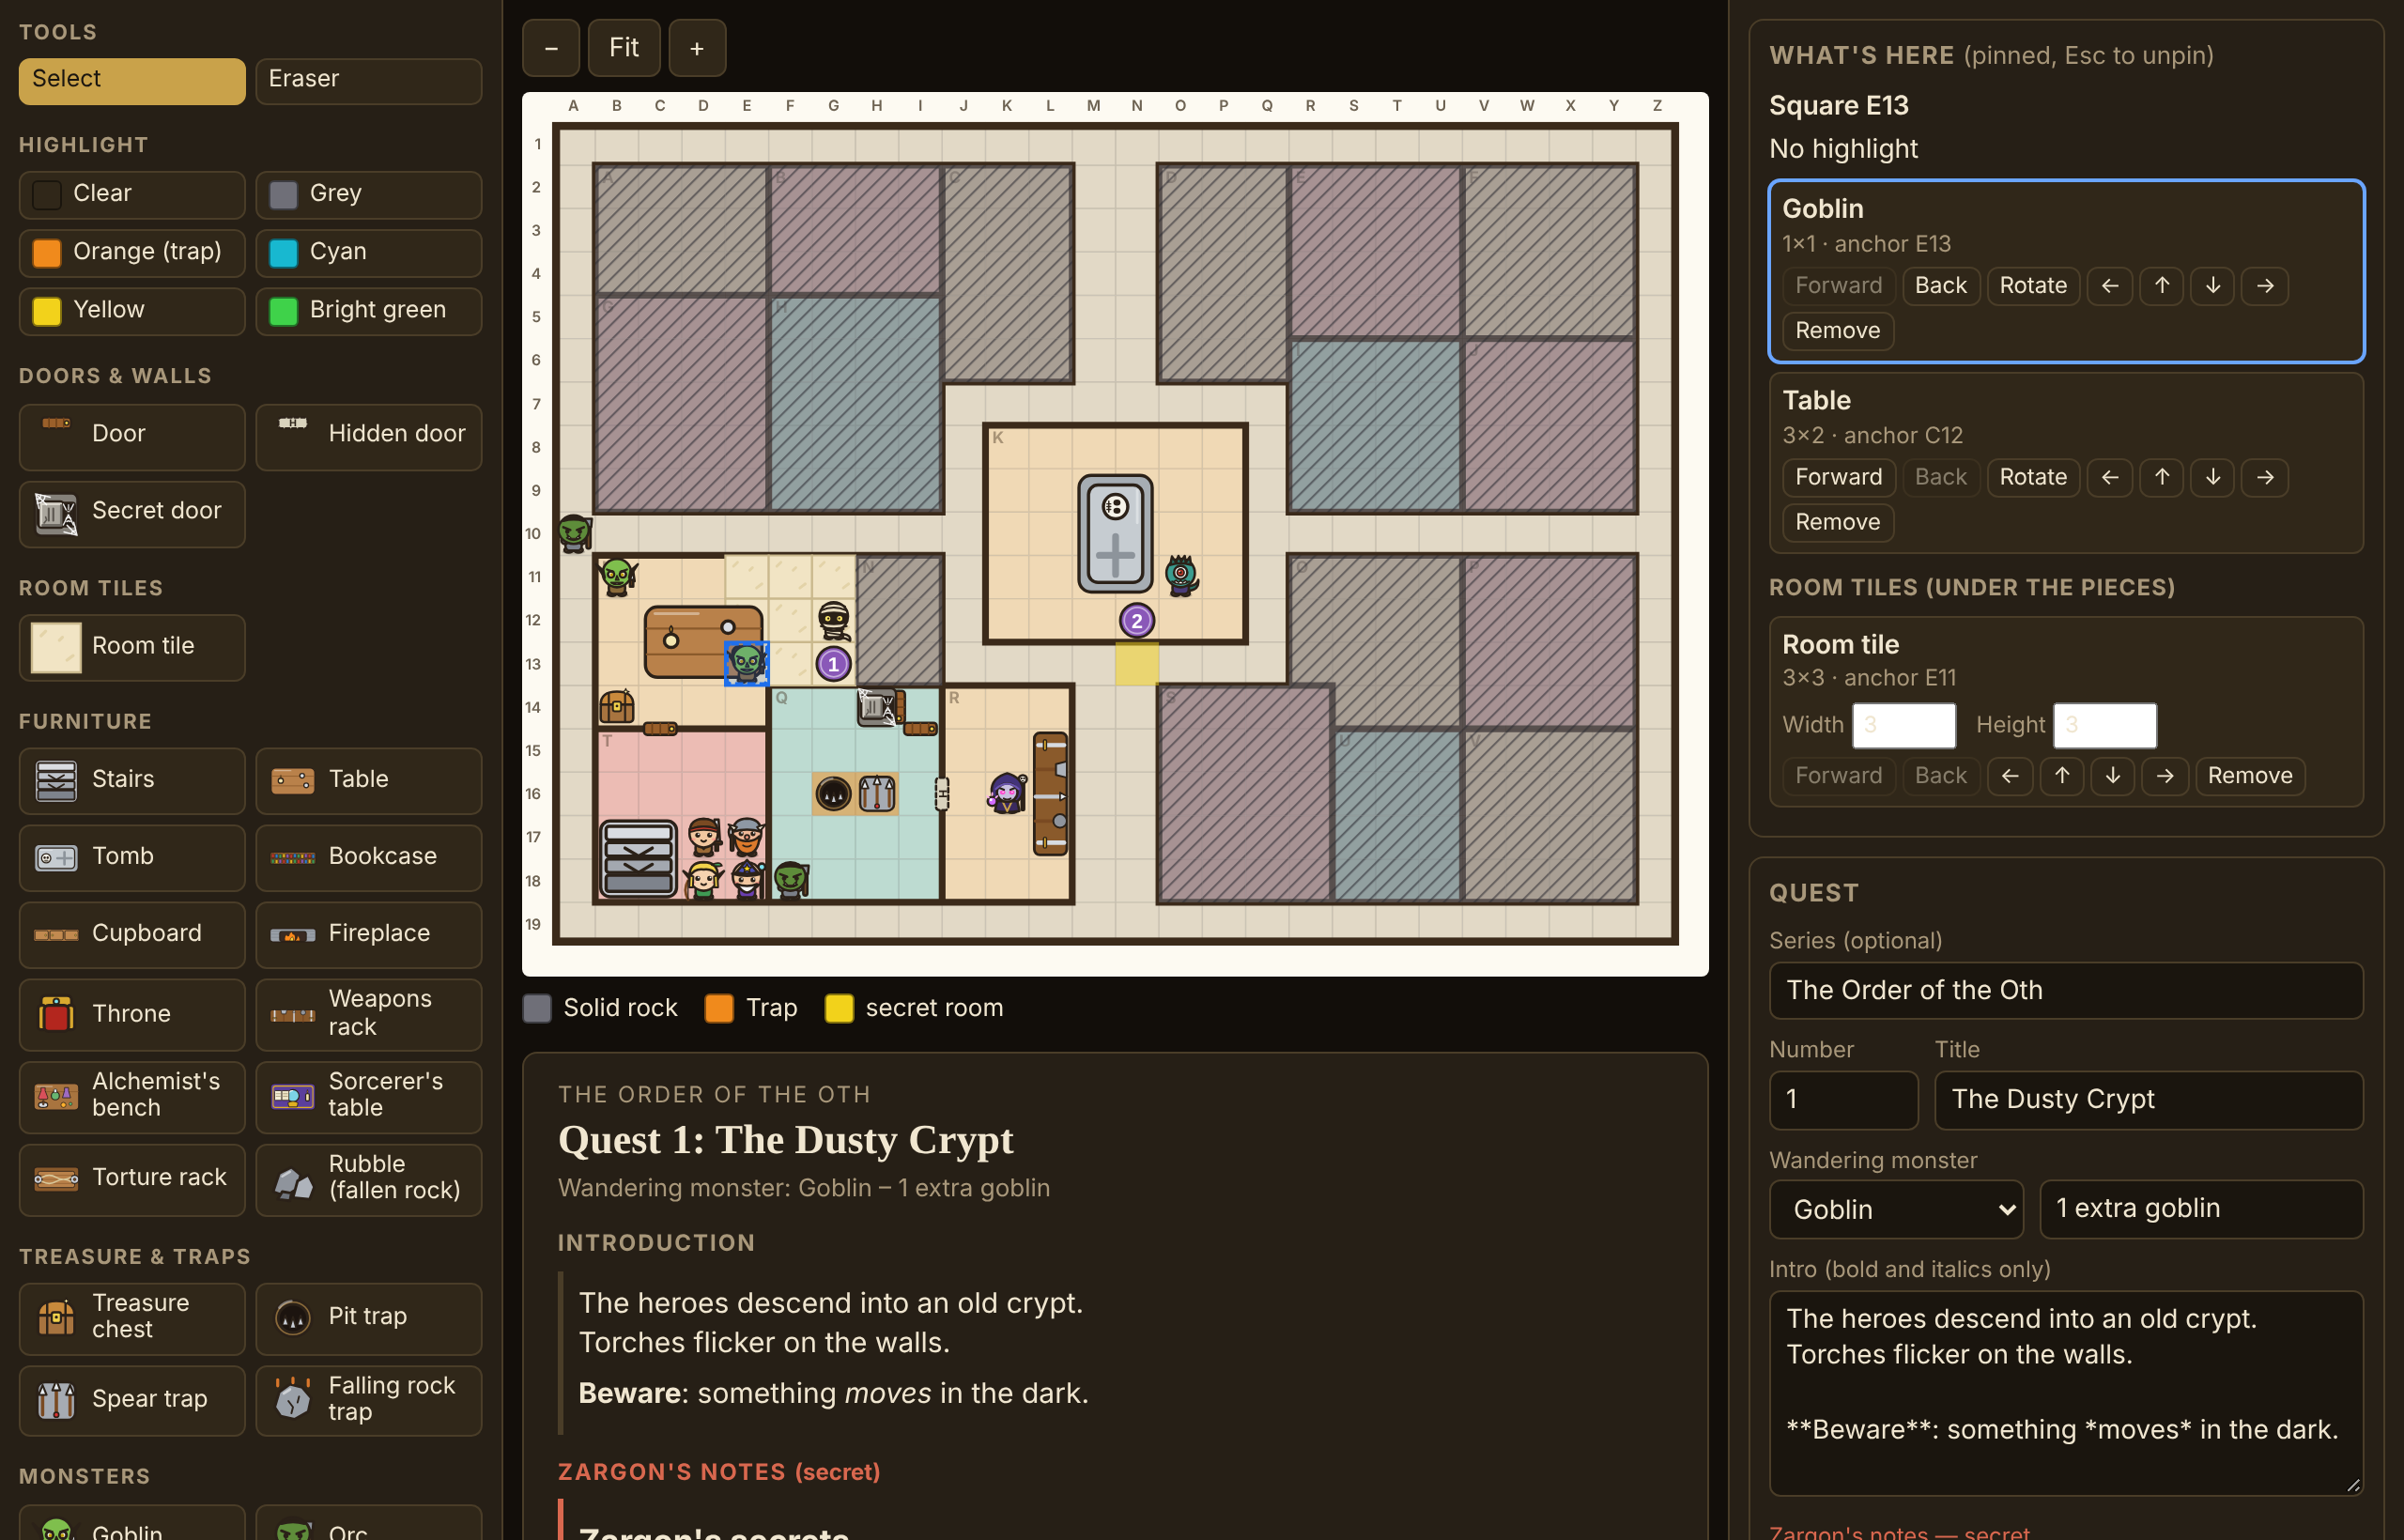 TOOLS
Select
Eraser
HIGHLIGHT
Clear
Grey
Orange (trap)
Cyan
Yellow
Bright green
DOORS & WALLS
Door
Hidden door
Secret door
ROOM TILES
Room tile
FURNITURE
Stairs
Table
Tomb
Bookcase
Cupboard
Fireplace
Throne
Weapons
rack
Alchemist's
bench
Sorcerer's
table
Torture rack
Rubble
(fallen rock)
TREASURE & TRAPS
Treasure
chest
Pit trap
Spear trap
Falling rock
trap
MONSTERS
Goblin
Orc
− Fit +
A B C D E F G H I J K L M N O P Q R S T U V W X Y Z
1
2
3
4
5
6
7
8
9
10
11
12
13
14
15
16
17
18
19
A B C D E F
G H I J
K
N O P
2
1
Q R S
T U V
H
Solid rock
Trap
secret room
THE ORDER OF THE OTH
Quest 1: The Dusty Crypt
Wandering monster: Goblin – 1 extra goblin
INTRODUCTION
The heroes descend into an old crypt.
Torches flicker on the walls.
Beware: something moves in the dark.
ZARGON'S NOTES (secret)
Zargon's secrets
WHAT'S HERE (pinned, Esc to unpin)
Square E13
No highlight
Goblin
1×1 · anchor E13
Forward Back Rotate ← ↑ ↓ →
Remove
Table
3×2 · anchor C12
Forward Back Rotate ← ↑ ↓ →
Remove
ROOM TILES (UNDER THE PIECES)
Room tile
3×3 · anchor E11
Width 3 Height 3
Forward Back ← ↑ ↓ → Remove
QUEST
Series (optional)
The Order of the Oth
Number Title
1 The Dusty Crypt
Wandering monster
Goblin 1 extra goblin
Intro (bold and italics only)
The heroes descend into an old crypt.
Torches flicker on the walls.
**Beware**: something *moves* in the dark.
Zargon's notes — secret